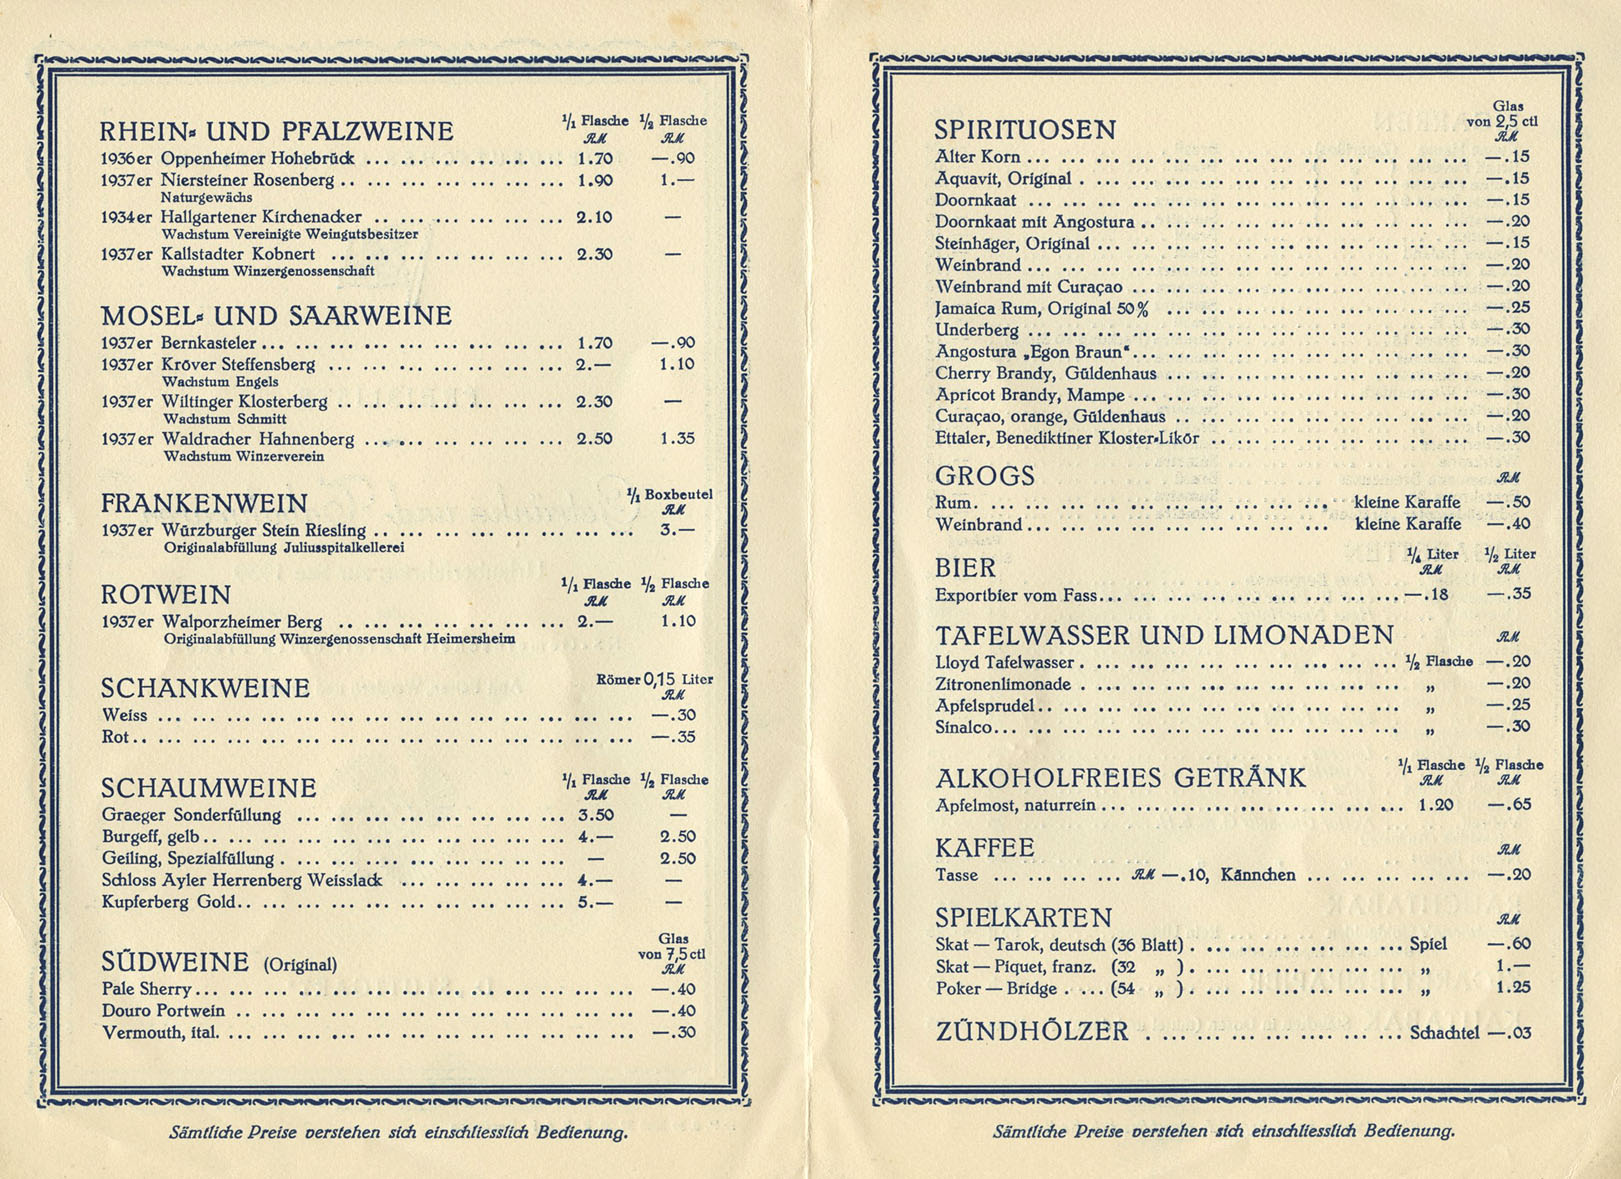 RHEIN- UND PFALZWEINE 1/1 Flasche RM 1/2 Flasche RM
1936er Oppenheimer Hohebrück 1.70 —.90
1937er Niersteiner Rosenberg 1.90 1.—
Naturgewächs
1934er Hallgartener Kirchenacker 2.10 —
Wachstum Vereinigte Weingutsbesitzer
1937er Kallstadter Kobnert 2.30 —
Wachstum Winzergenossenschaft
MOSEL- UND SAARWEINE
1937er Bernkasteler 1.70 —.90
1937er Kröver Steffensberg 2.— 1.10
Wachstum Engels
1937er Wiltinger Klosterberg 2.30 —
Wachstum Schmitt
1937er Waldracher Hahnenberg 2.50 1.35
Wachstum Winzerverein
FRANKENWEIN 1/1 Boxbeutel RM
1937er Würzburger Stein Riesling 3.—
Originalabfüllung Juliusspitalkellerei
ROTWEIN 1/1 Flasche RM 1/2 Flasche RM
1937er Walporzheimer Berg 2.— 1.10
Originalabfüllung Winzergenossenschaft Heimersheim
SCHANKWEINE Römer 0,15 Liter RM
Weiss —.30
Rot —.35
SCHAUMWEINE 1/1 Flasche RM 1/2 Flasche RM
Graeger Sonderfüllung 3.50 —
Burgeff, gelb 4.— 2.50
Geiling, Spezialfüllung — 2.50
Schloss Ayler Herrenberg Weisslack 4.— —
Kupferberg Gold 5.— —
SÜDWEINE (Original) Glas von 7,5 ctl RM
Pale Sherry —.40
Douro Portwein —.40
Vermouth, ital. —.30
Sämtliche Preise verstehen sich einschliesslich Bedienung.
SPIRITUOSEN Glas von 2,5 ctl RM
Alter Korn —.15
Aquavit, Original —.15
Doornkaat —.15
Doornkaat mit Angostura —.20
Steinhäger, Original —.15
Weinbrand —.20
Weinbrand mit Curaçao —.20
Jamaica Rum, Original 50% —.25
Underberg —.30
Angostura „Egon Braun“ —.30
Cherry Brandy, Güldenhaus —.20
Apricot Brandy, Mampe —.30
Curaçao, orange, Güldenhaus —.20
Ettaler, Benediktiner Kloster-Likör —.30
GROGS RM
Rum kleine Karaffe —.50
Weinbrand kleine Karaffe —.40
BIER 1/4 Liter RM 1/2 Liter RM
Exportbier vom Fass —.18 —.35
TAFELWASSER UND LIMONADEN RM
Lloyd Tafelwasser 1/2 Flasche —.20
Zitronenlimonade „ —.20
Apfelsprudel „ —.25
Sinalco „ —.30
ALKOHOLFREIES GETRÄNK 1/1 Flasche RM 1/2 Flasche RM
Apfelmost, naturrein 1.20 —.65
KAFFEE RM
Tasse RM —.10, Kännchen —.20
SPIELKARTEN RM
Skat — Tarok, deutsch (36 Blatt) Spiel —.60
Skat — Piquet, franz. (32 „ ) „ 1.—
Poker — Bridge (54 „ ) „ 1.25
ZÜNDHÖLZER Schachtel —.03
Sämtliche Preise verstehen sich einschliesslich Bedienung.